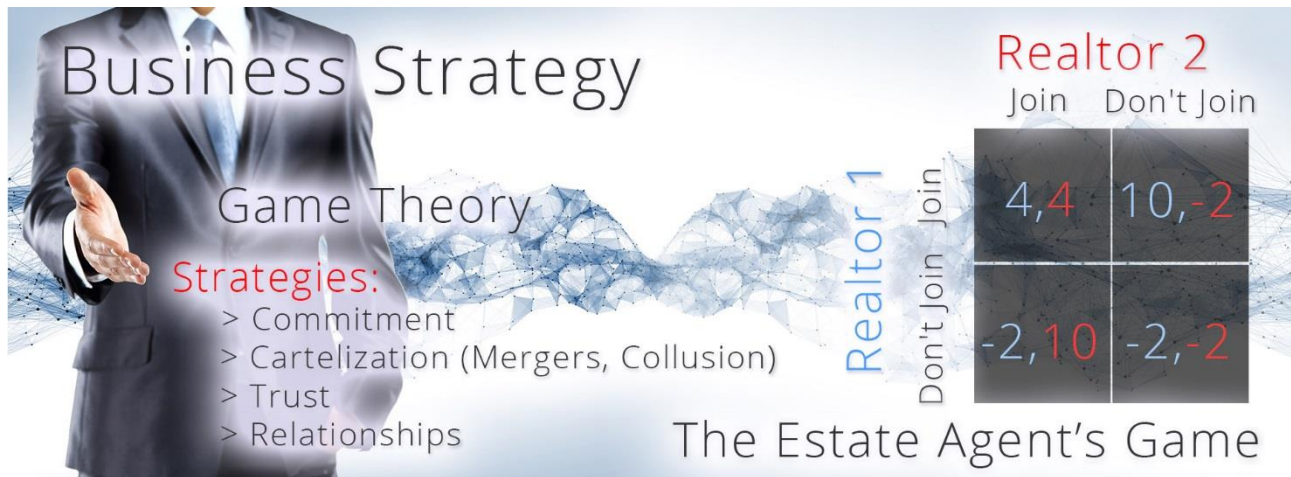 Business Strategy
Game Theory
Strategies:
> Commitment
> Cartelization (Mergers, Collusion)
> Trust
> Relationships
Realtor 2
Join Don't Join
Realtor 1
Join
Don't Join
4,4 10,-2
-2,10 -2,-2
The Estate Agent's Game